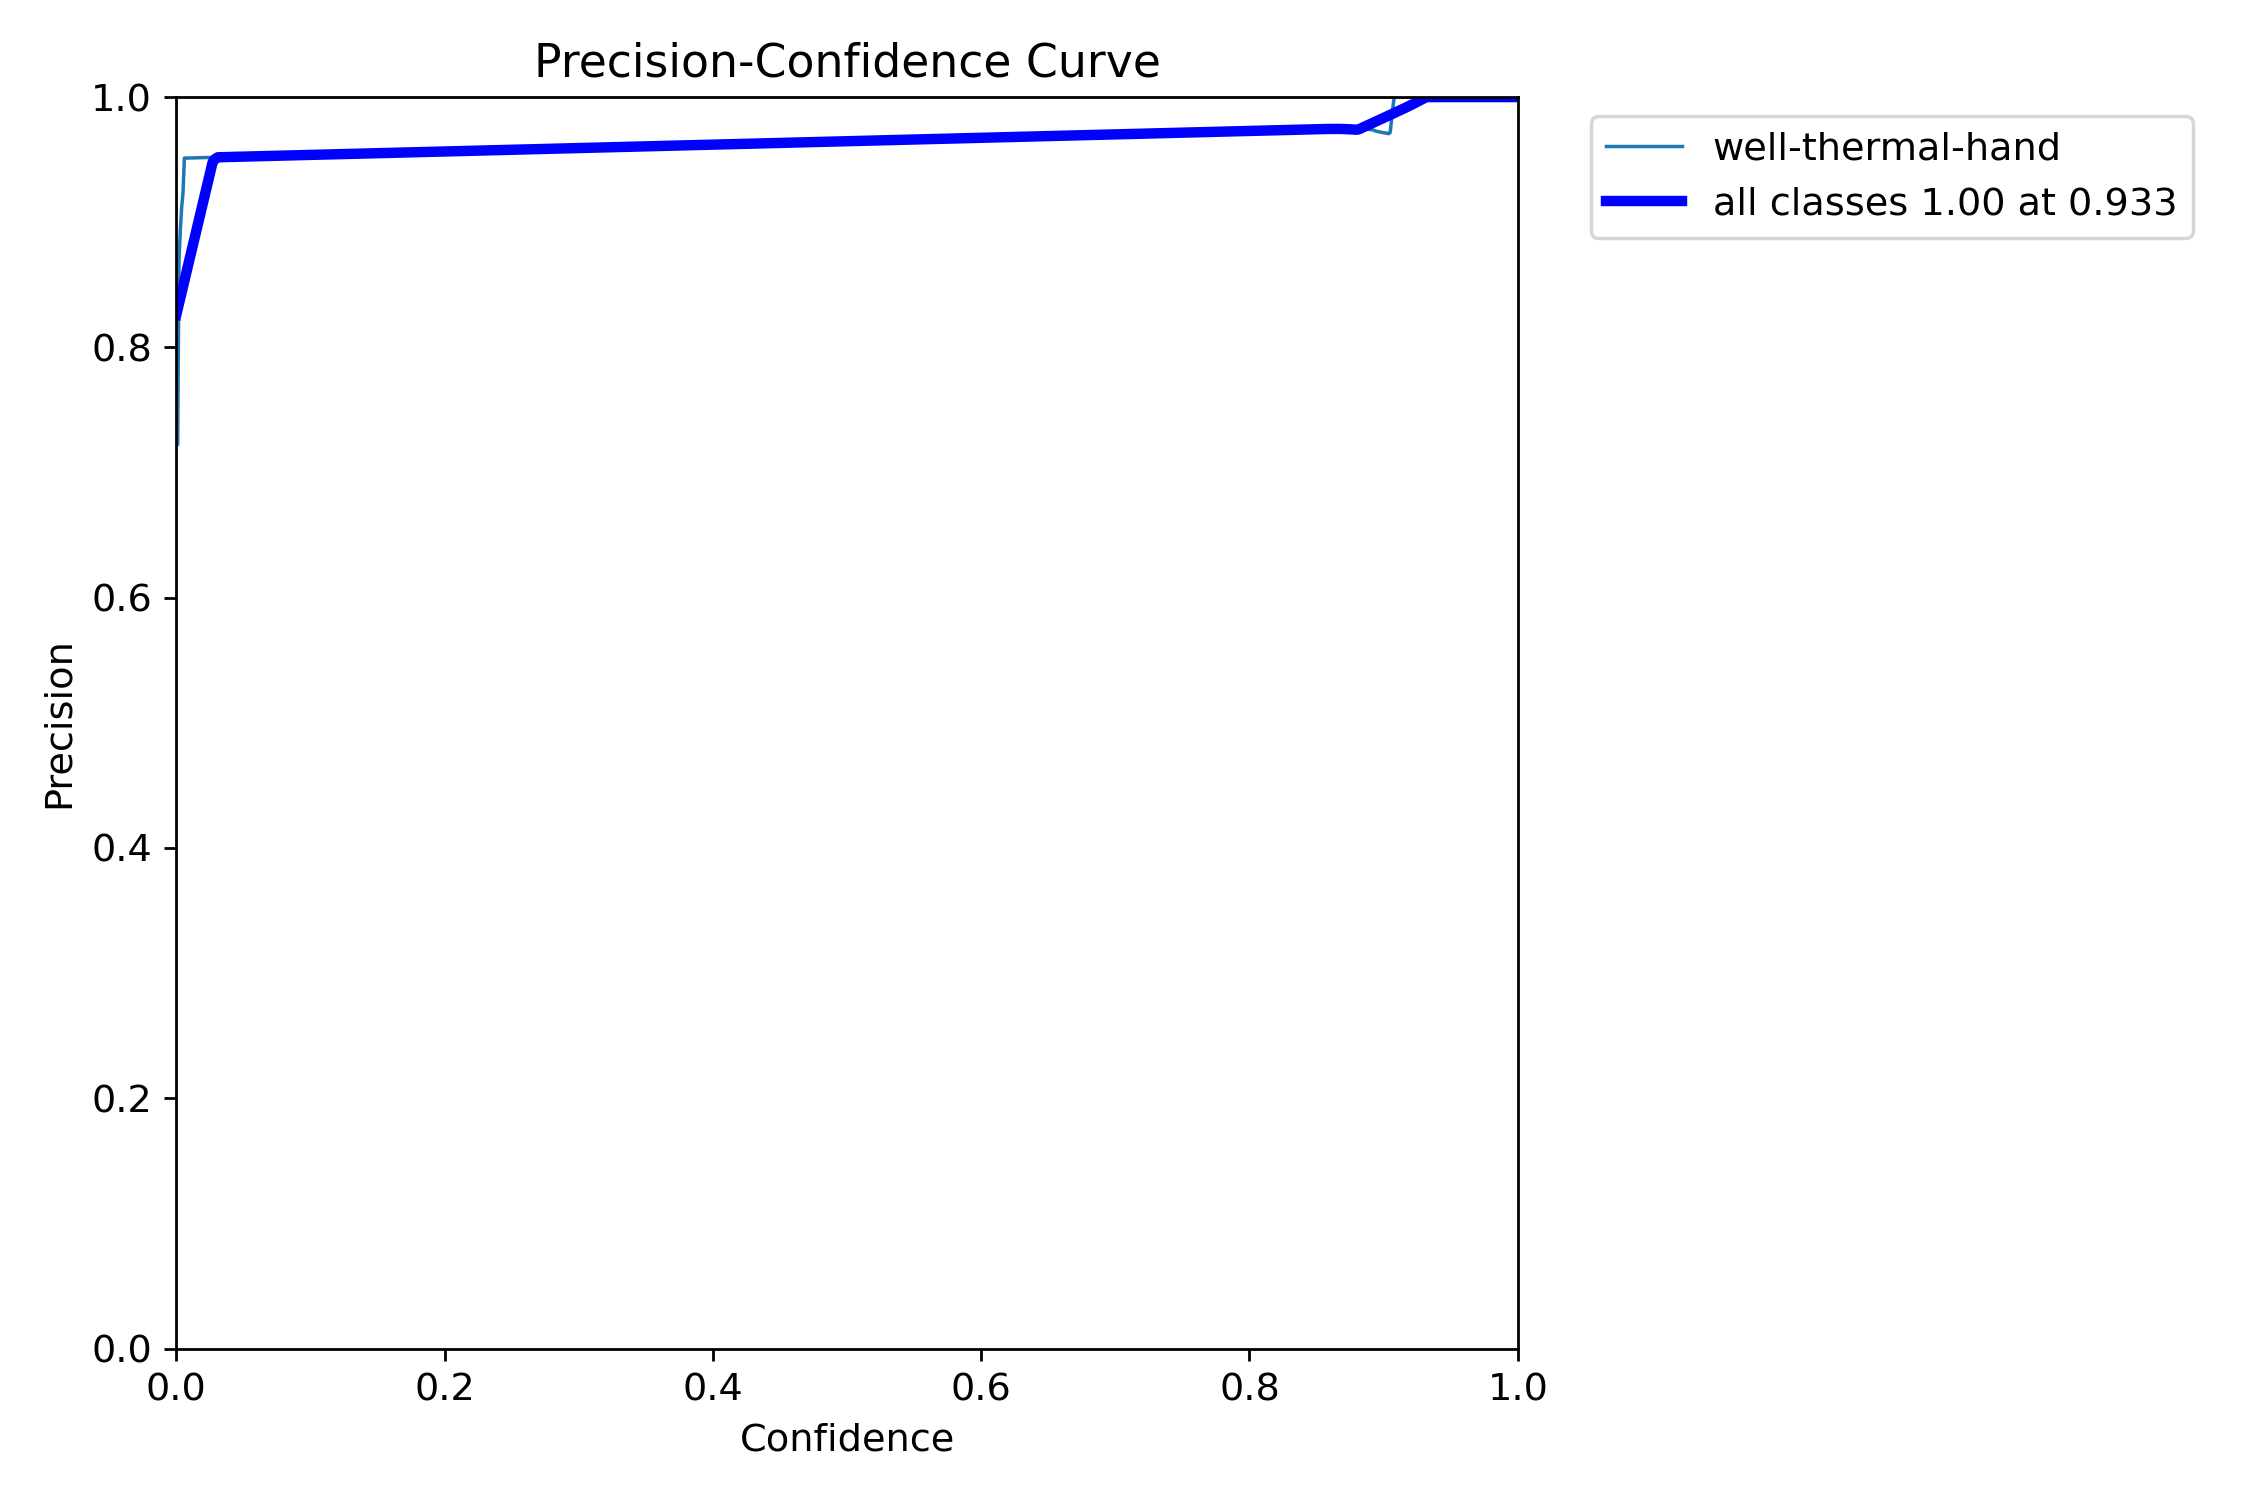 Precision-Confidence Curve
1.0
0.8
0.6
0.4
0.2
0.0
Precision
0.0 0.2 0.4 0.6 0.8 1.0
Confidence
well-thermal-hand
all classes 1.00 at 0.933